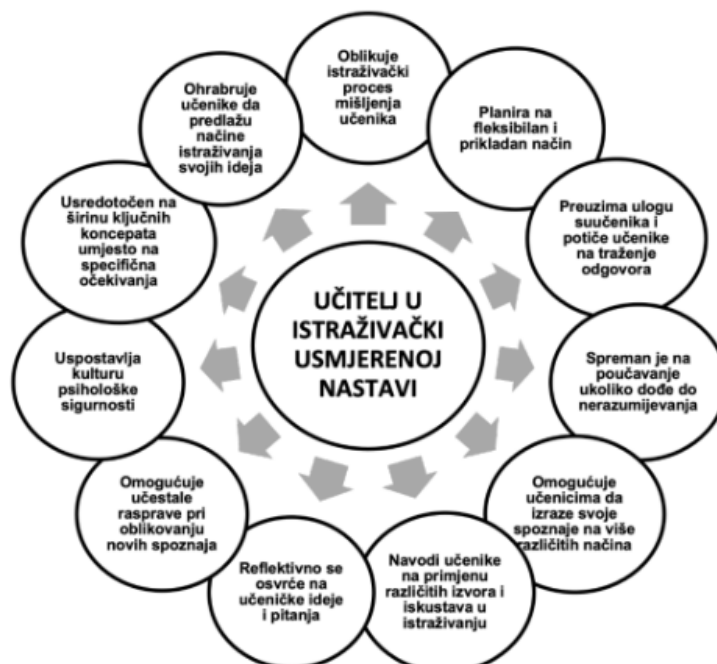 Oblikuje
istraživački
proces
mišljenja
učenika
Planira na
fleksibilan i
prikladan način
Preuzima ulogu
suučenika i
potiče učenike
na traženje
odgovora
Spreman je na
poučavanje
ukoliko dođe do
nerazumijevanja
Omogućuje
učenicima da
izraze svoje
spoznaje na više
različitih načina
Navodi učenike
na primjenu
različitih izvora i
iskustava u
istraživanju
Reflektivno se
osvrće na
učeničke ideje
i pitanja
Omogućuje
učestale
rasprave pri
oblikovanju
novih spoznaja
Uspostavlja
kulturu
psihološke
sigurnosti
Usredotočen na
širinu ključnih
koncepata
umjesto na
specifična
očekivanja
Ohrabruje
učenike da
predlažu
načine
istraživanja
svojih ideja
UČITELJ U
ISTRAŽIVAČKI
USMJERENOJ
NASTAVI